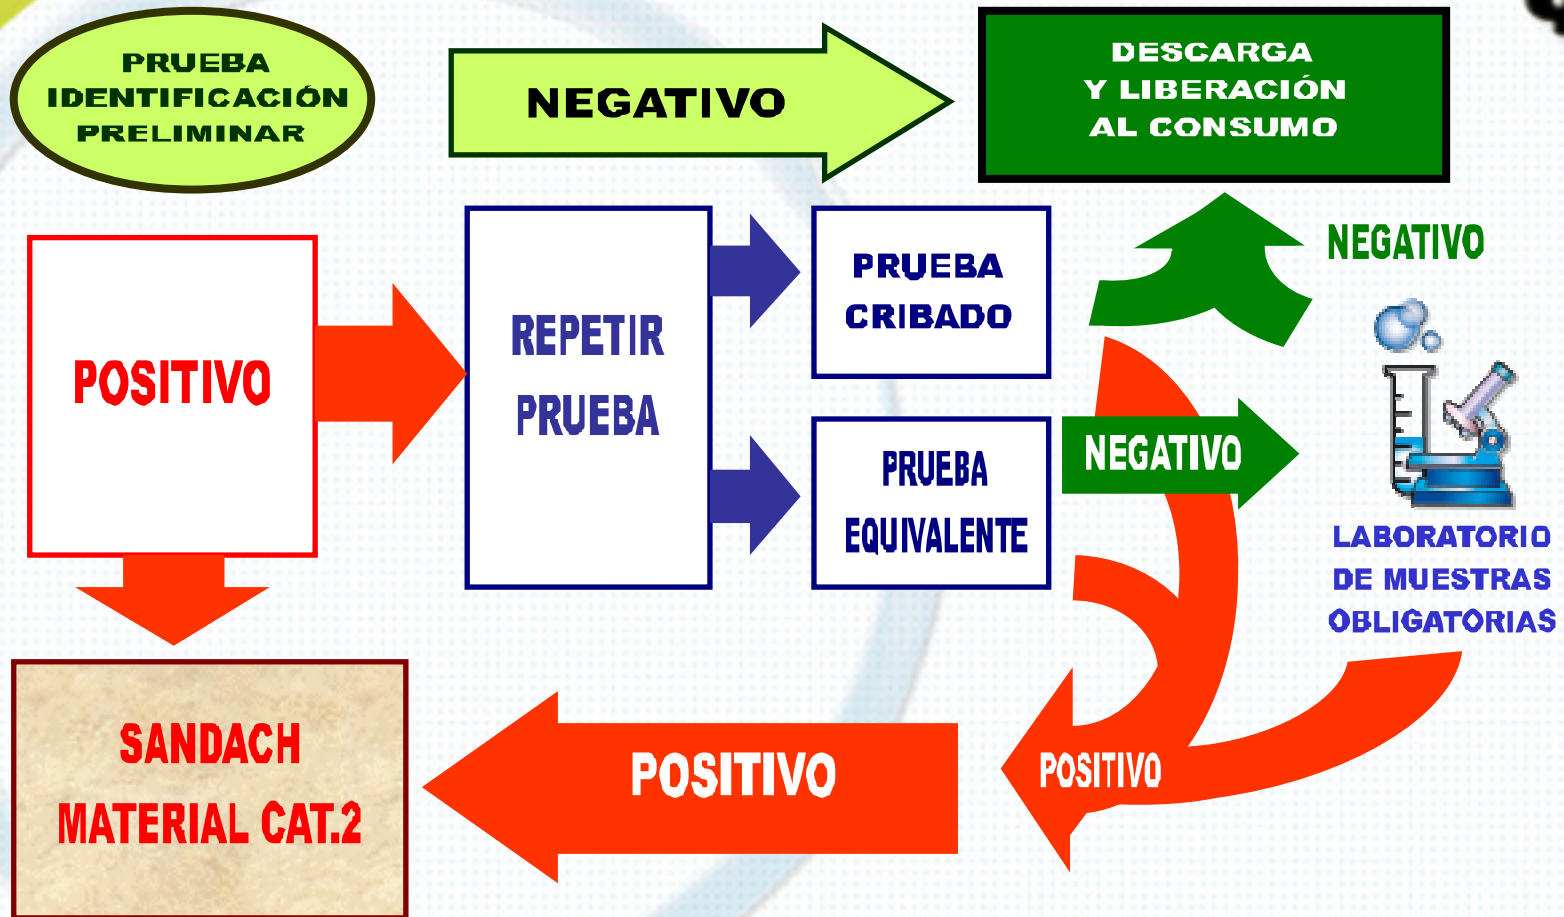 PRUEBA
IDENTIFICACIÓN
PRELIMINAR
NEGATIVO
DESCARGA
Y LIBERACIÓN
AL CONSUMO
POSITIVO
REPETIR
PRUEBA
PRUEBA
CRIBADO
PRUEBA
EQUIVALENTE
NEGATIVO
NEGATIVO
LABORATORIO
DE MUESTRAS
OBLIGATORIAS
SANDACH
MATERIAL CAT.2
POSITIVO
POSITIVO